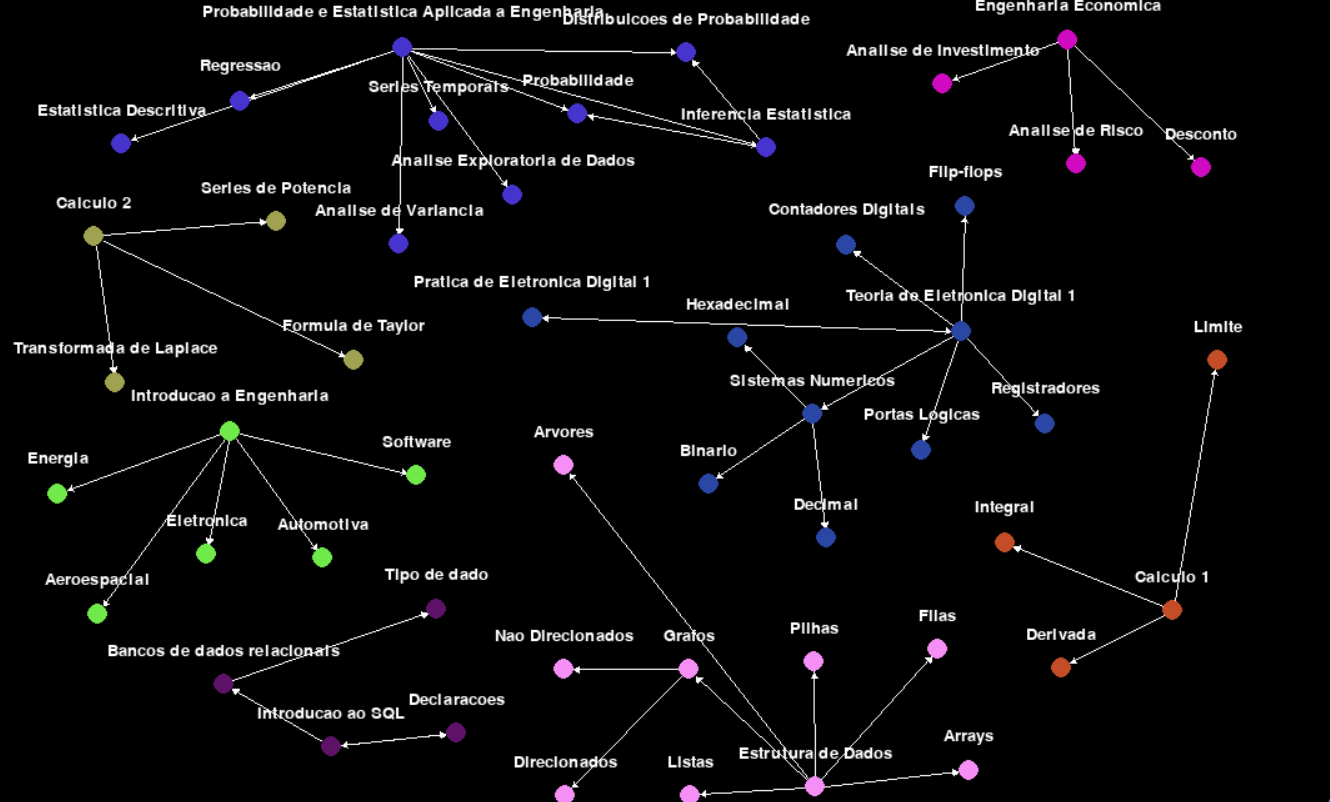 Probabilidade e Estatistica Aplicada a Engenharia
Distribuicoes de Probabilidade
Engenharia Economica
Analise de Investimento
Regressao
Series Temporais
Probabilidade
Estatistica Descritiva
Inferencia Estatistica
Analise de Risco
Desconto
Analise Exploratoria de Dados
Flip-flops
Series de Potencia
Calculo 2
Analise de Variancia
Contadores Digitais
Pratica de Eletronica Digital 1
Teoria de Eletronica Digital 1
Hexadecimal
Formula de Taylor
Limite
Transformada de Laplace
Sistemas Numericos
Registradores
Introducao a Engenharia
Portas Logicas
Software
Arvores
Energia
Binario
Decimal
Integral
Eletronica
Automotiva
Aeroespacial
Tipo de dado
Calculo 1
Filas
Pilhas
Nao Direcionados
Grafos
Derivada
Bancos de dados relacionais
Declaracoes
Introducao ao SQL
Arrays
Estrutura de Dados
Direcionados
Listas